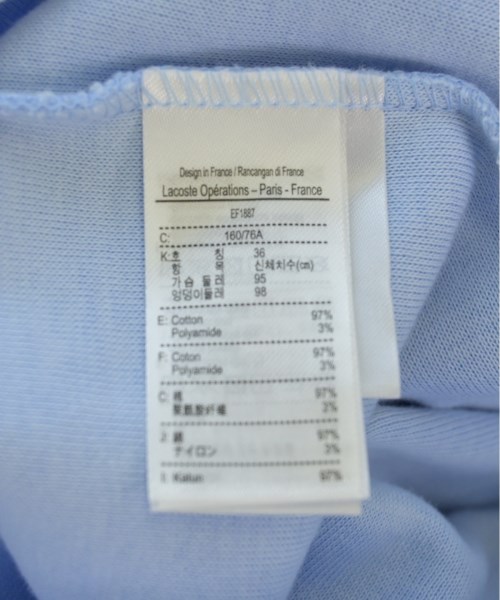 Design in France / Rancangan di France
Lacoste Opérations – Paris - France
EF1887
C: 160/76A
K: 호 칭 36
항 목 신체치수(cm)
가슴 둘레 95
엉덩이둘레 98
E: Cotton 97%
Polyamide 3%
F: Coton 97%
Polyamide 3%
C: 棉 97%
聚酰胺纤维 3%
J: 綿 97%
ナイロン 3%
I: Katun 97%